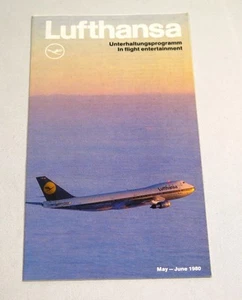 Lufthansa
Unterhaltungsprogramm
In flight entertainment
May — June 1980